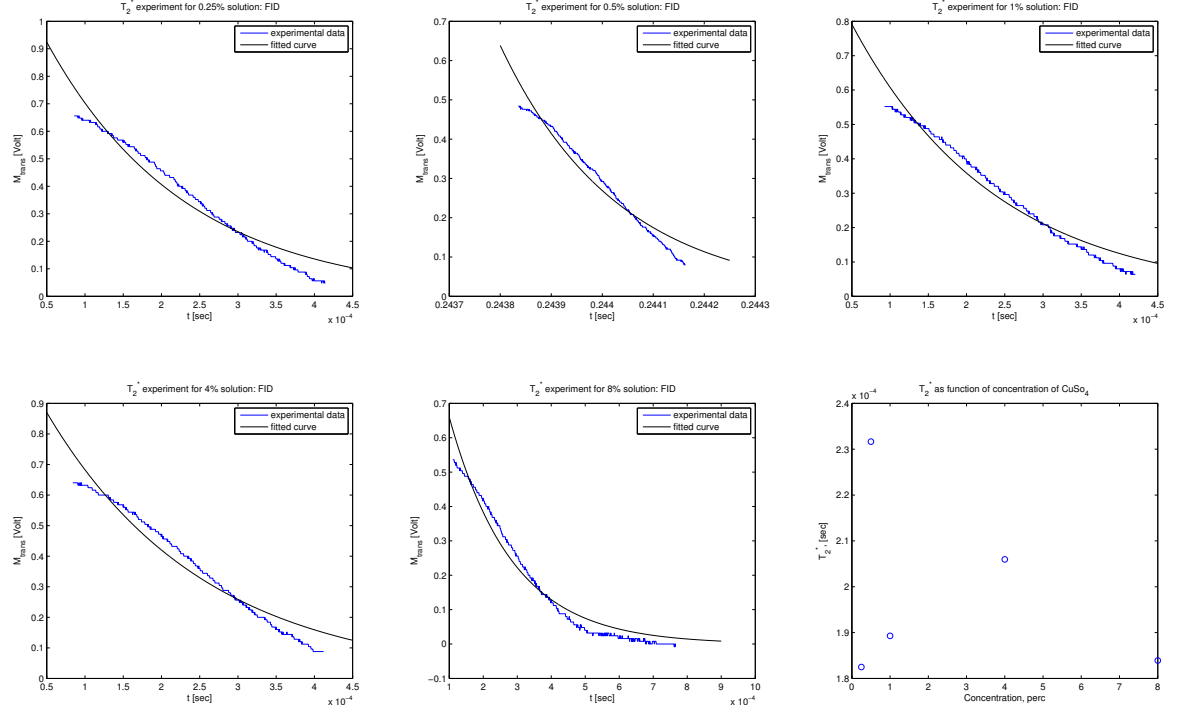 T2* experiment for 0.25% solution: FID
experimental data
fitted curve
Mtrans [Volt]
1
0.9
0.8
0.7
0.6
0.5
0.4
0.3
0.2
0.1
0
0.5 1 1.5 2 2.5 3 3.5 4 4.5
t [sec]
x 10-4
T2* experiment for 0.5% solution: FID
experimental data
fitted curve
Mtrans [Volt]
0.7
0.6
0.5
0.4
0.3
0.2
0.1
0
0.2437 0.2438 0.2439 0.244 0.2441 0.2442 0.2443
t [sec]
T2* experiment for 1% solution: FID
experimental data
fitted curve
Mtrans [Volt]
0.8
0.7
0.6
0.5
0.4
0.3
0.2
0.1
0
0.5 1 1.5 2 2.5 3 3.5 4 4.5
t [sec]
x 10-4
T2* experiment for 4% solution: FID
experimental data
fitted curve
Mtrans [Volt]
0.9
0.8
0.7
0.6
0.5
0.4
0.3
0.2
0.1
0
0.5 1 1.5 2 2.5 3 3.5 4 4.5
t [sec]
x 10-4
T2* experiment for 8% solution: FID
experimental data
fitted curve
Mtrans [Volt]
0.7
0.6
0.5
0.4
0.3
0.2
0.1
0
−0.1
1 2 3 4 5 6 7 8 9 10
t [sec]
x 10-4
T2* as function of concentration of CuSo4
x 10-4
T2*, [sec]
2.4
2.3
2.2
2.1
2
1.9
1.8
0 1 2 3 4 5 6 7 8
Concentration, perc